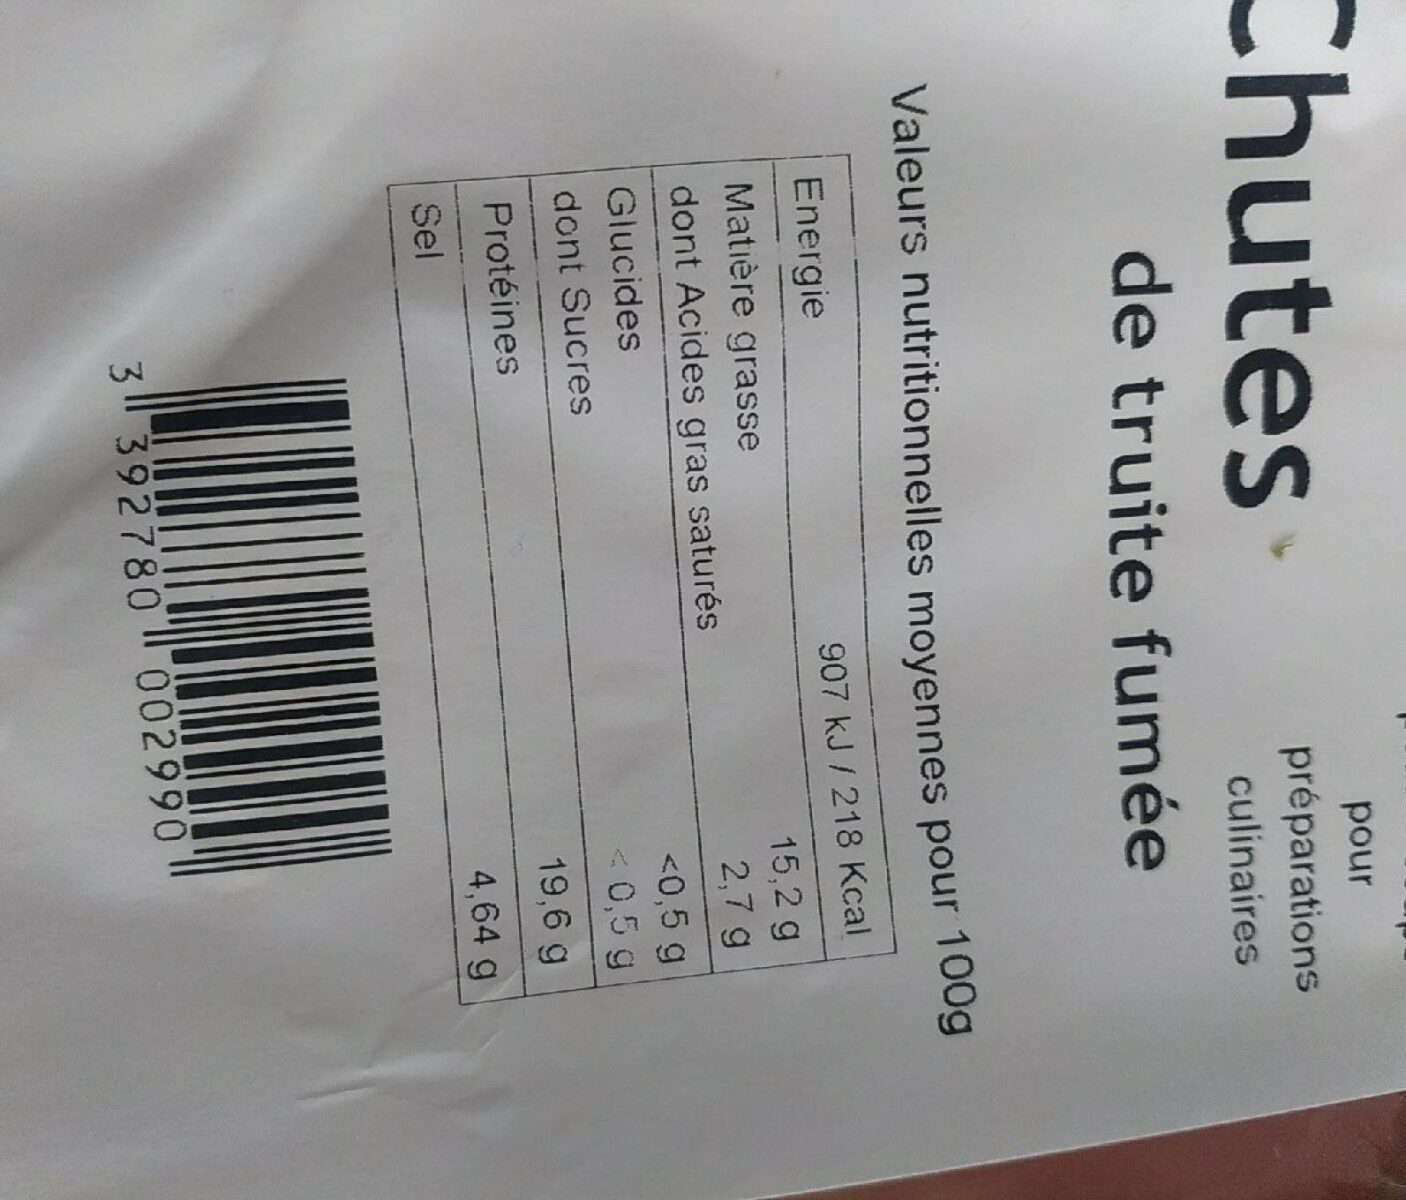 pour
Chutes préparations
culinaires
de truite fumée
Valeurs nutritionnelles moyennes pour 100g
Energie 907 kJ / 218 Kcal
Matière grasse 15,2 g
dont Acides gras saturés 2,7 g
Glucides <0,5 g
dont Sucres < 0,5 g
Protéines 19,6 g
Sel 4,64 g
3 392780 002990